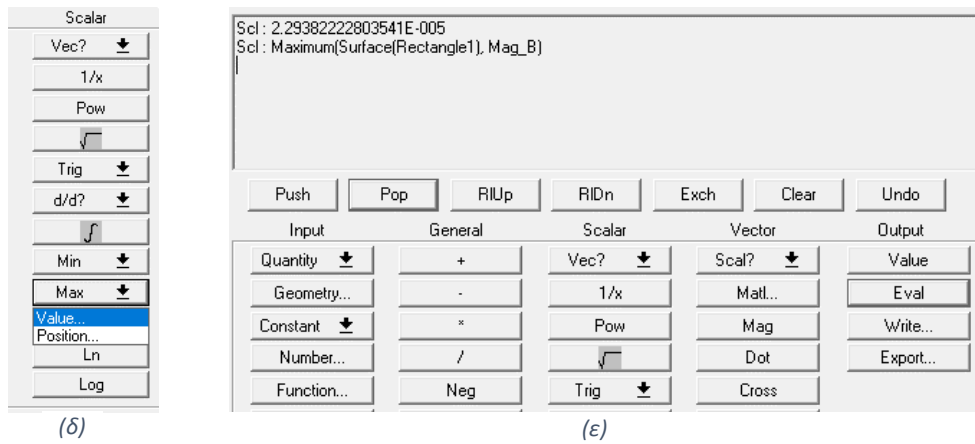 Scalar
Vec?
1/x
Pow
√
Trig
d/d?
∫
Min
Max
Value...
Position...
Ln
Log
(δ)
Scl : 2.29382222803541E-005
Scl : Maximum(Surface(Rectangle1), Mag_B)
Push Pop RlUp RlDn Exch Clear Undo
Input General Scalar Vector Output
Quantity + Vec? Scal? Value
Geometry... - 1/x Matl... Eval
Constant * Pow Mag Write...
Number... / √ Dot Export...
Function... Neg Trig Cross
(ε)